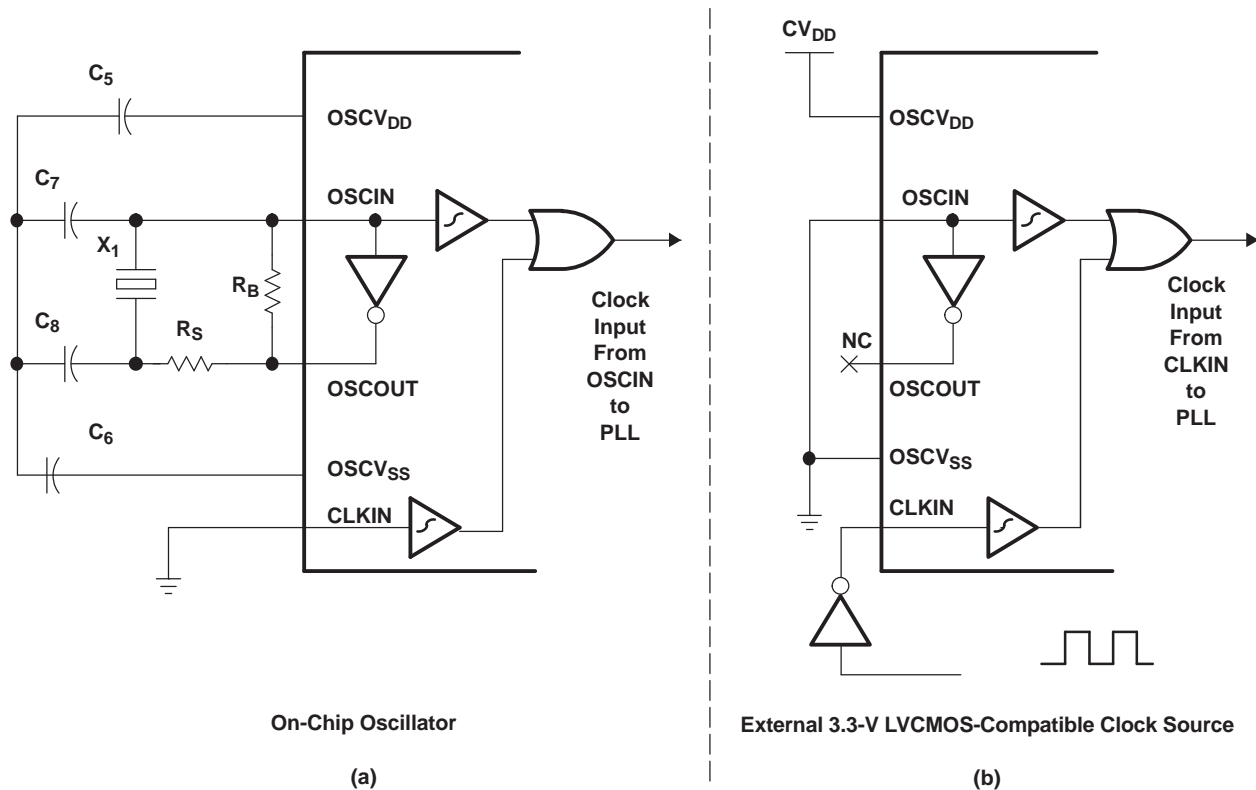 C5
OSCVDD
C7
OSCIN
X1
RB
C8
RS
Clock
Input
From
OSCIN
to
PLL
OSCOUT
C6
OSCVSS
CLKIN
On-Chip Oscillator
(a)
CVDD
OSCVDD
OSCIN
NC
Clock
Input
From
CLKIN
to
PLL
OSCOUT
OSCVSS
CLKIN
External 3.3-V LVCMOS-Compatible Clock Source
(b)